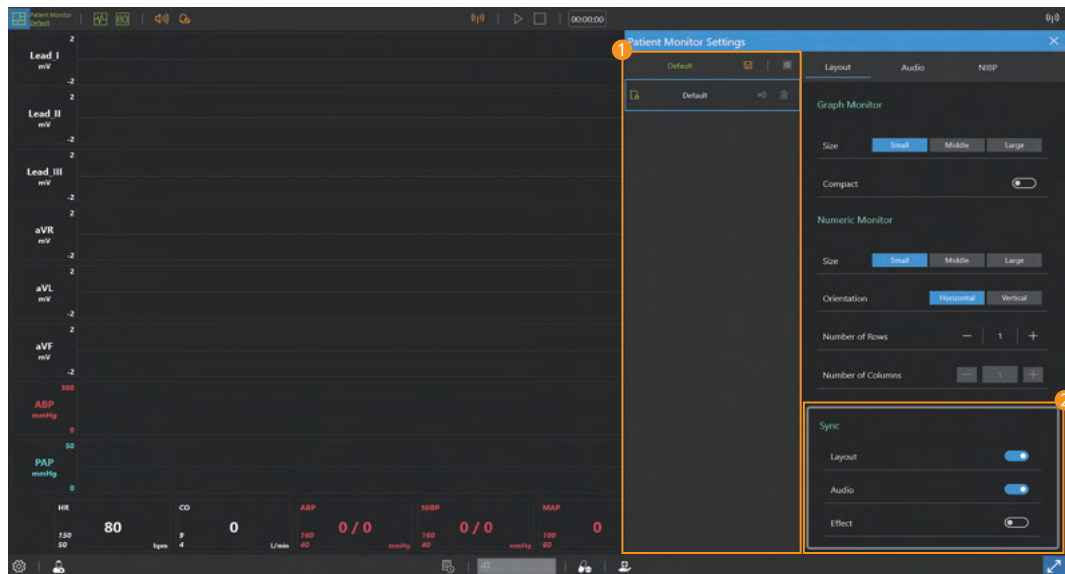 Patient Monitor
Default
80
00:00:00
Patient Monitor Settings
1
Default
Default
Layout Audio NIBP
Graph Monitor
Size Small Middle Large
Compact
Numeric Monitor
Size Small Middle Large
Orientation Horizontal Vertical
Number of Rows 1
Number of Columns 1
2
Sync
Layout
Audio
Effect
2
Lead_I
mV
-2
2
Lead_II
mV
-2
2
Lead_III
mV
-2
2
aVR
mV
-2
2
aVL
mV
-2
2
aVF
mV
-2
300
ABP
mmHg
0
50
PAP
mmHg
0
HR CO ABP NIBP MAP
80 0 0 / 0 0 / 0 0
150 9 160 160 100
50 bpm 4 L/min 40 mmHg 40 mmHg 60